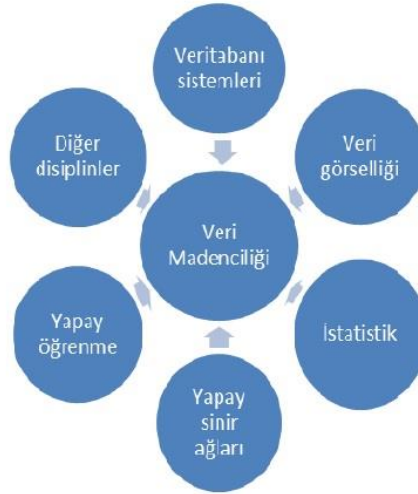 Veritabanı
sistemleri
Diğer
disiplinler
Veri
görselliği
Veri
Madenciliği
Yapay
öğrenme
İstatistik
Yapay
sinir
ağları